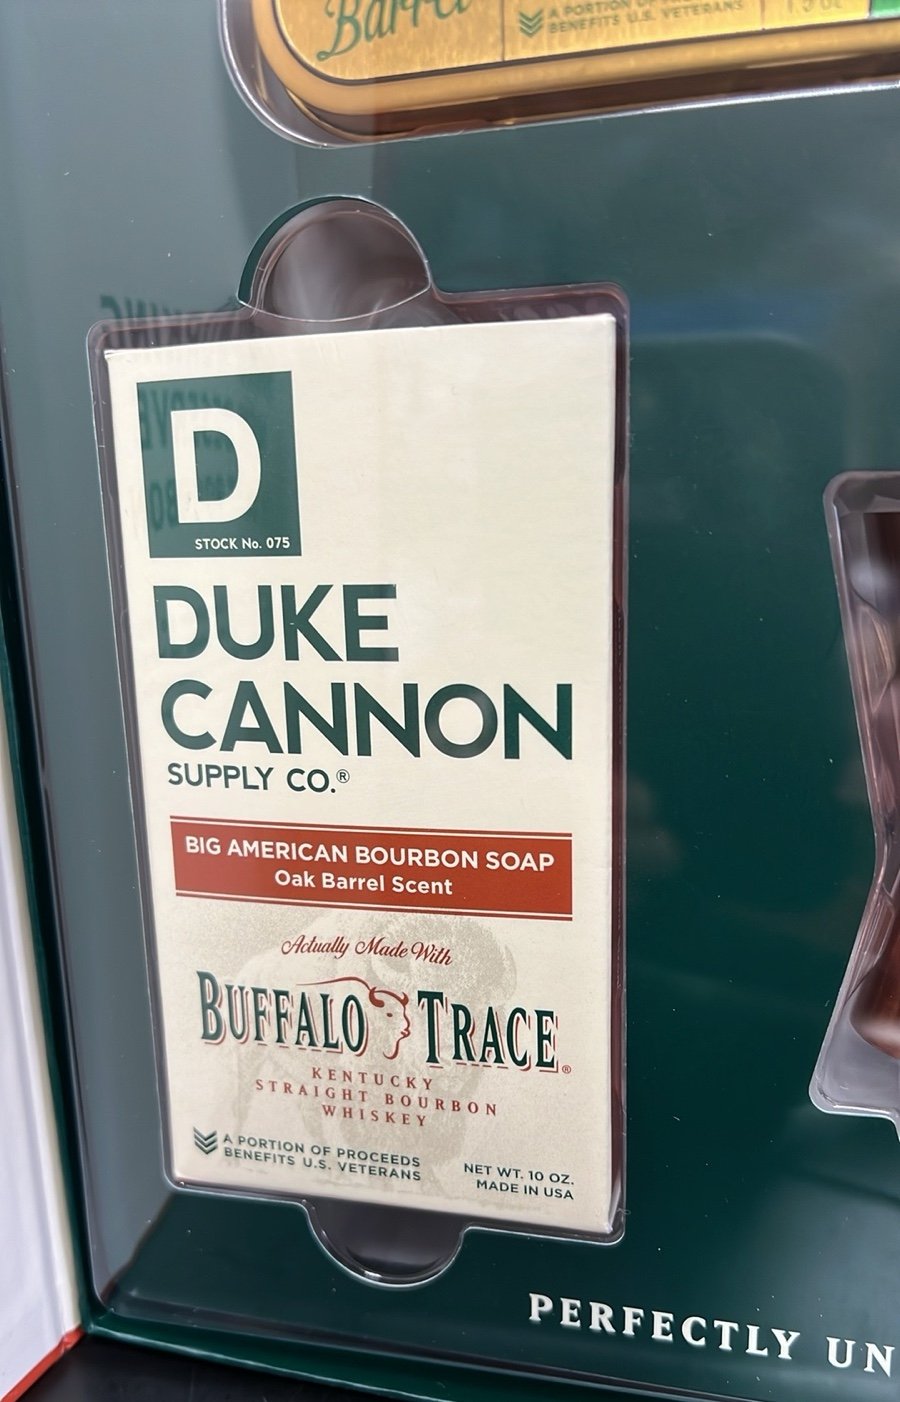 Barrel
A PORTION OF
BENEFITS U.S. VETERANS
D
STOCK No. 075
DUKE
CANNON
SUPPLY CO.®
BIG AMERICAN BOURBON SOAP
Oak Barrel Scent
Actually Made With
BUFFALO TRACE®
KENTUCKY
STRAIGHT BOURBON
WHISKEY
A PORTION OF PROCEEDS
BENEFITS U.S. VETERANS
NET WT. 10 OZ.
MADE IN USA
PERFECTLY UN